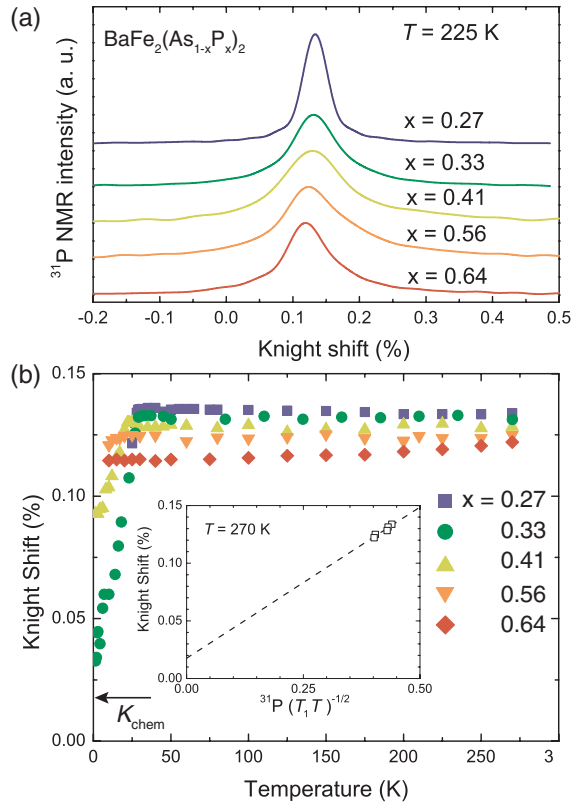 (a)
BaFe₂(As₁₋ₓPₓ)₂
T = 225 K
x = 0.27
x = 0.33
x = 0.41
x = 0.56
x = 0.64
³¹P NMR intensity (a. u.)
-0.2 -0.1 0.0 0.1 0.2 0.3 0.4 0.5
Knight shift (%)
(b)
0.15
0.10
0.05
0.00
Knight Shift (%)
x = 0.27
0.33
0.41
0.56
0.64
T = 270 K
0.15
0.10
0.05
0.00
Knight Shift (%)
0.00 0.25 0.50
³¹P (T₁T)⁻¹ᐟ²
K_chem
0 50 100 150 200 250 3
Temperature (K)